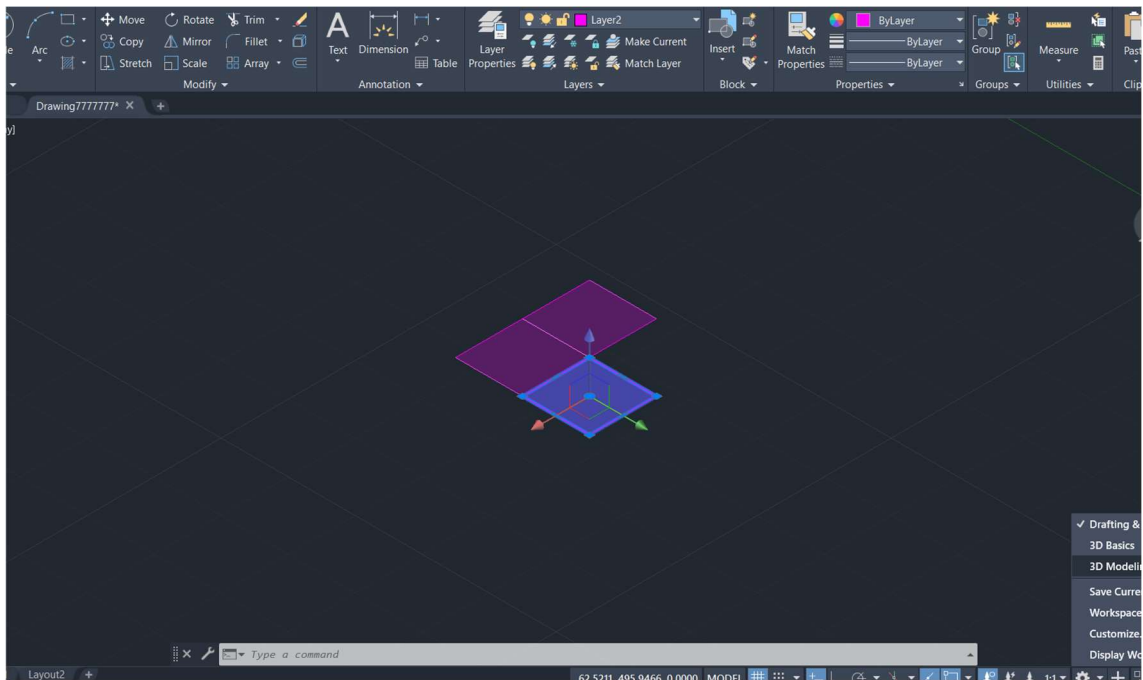 Move Rotate Trim Layer2 ByLayer
Arc Copy Mirror Fillet Text Dimension Layer Properties Make Current Insert Match Properties ByLayer Group Measure
Stretch Scale Array Table Match Layer ByLayer
Modify Annotation Layers Block Properties Groups Utilities
Drawing7777777*
Drafting &
3D Basics
3D Modeli
Save Curre
Workspace
Customize.
Display Wo
Type a command
Layout2 62.5211, 495.9466, 0.0000 MODEL 1:1